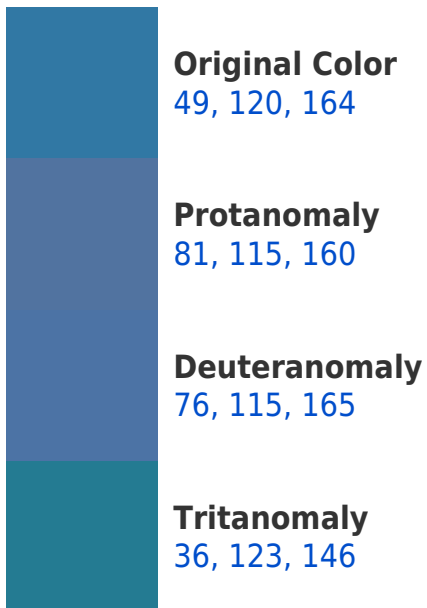 Original Color
49, 120, 164
Protanomaly
81, 115, 160
Deuteranomaly
76, 115, 165
Tritanomaly
36, 123, 146